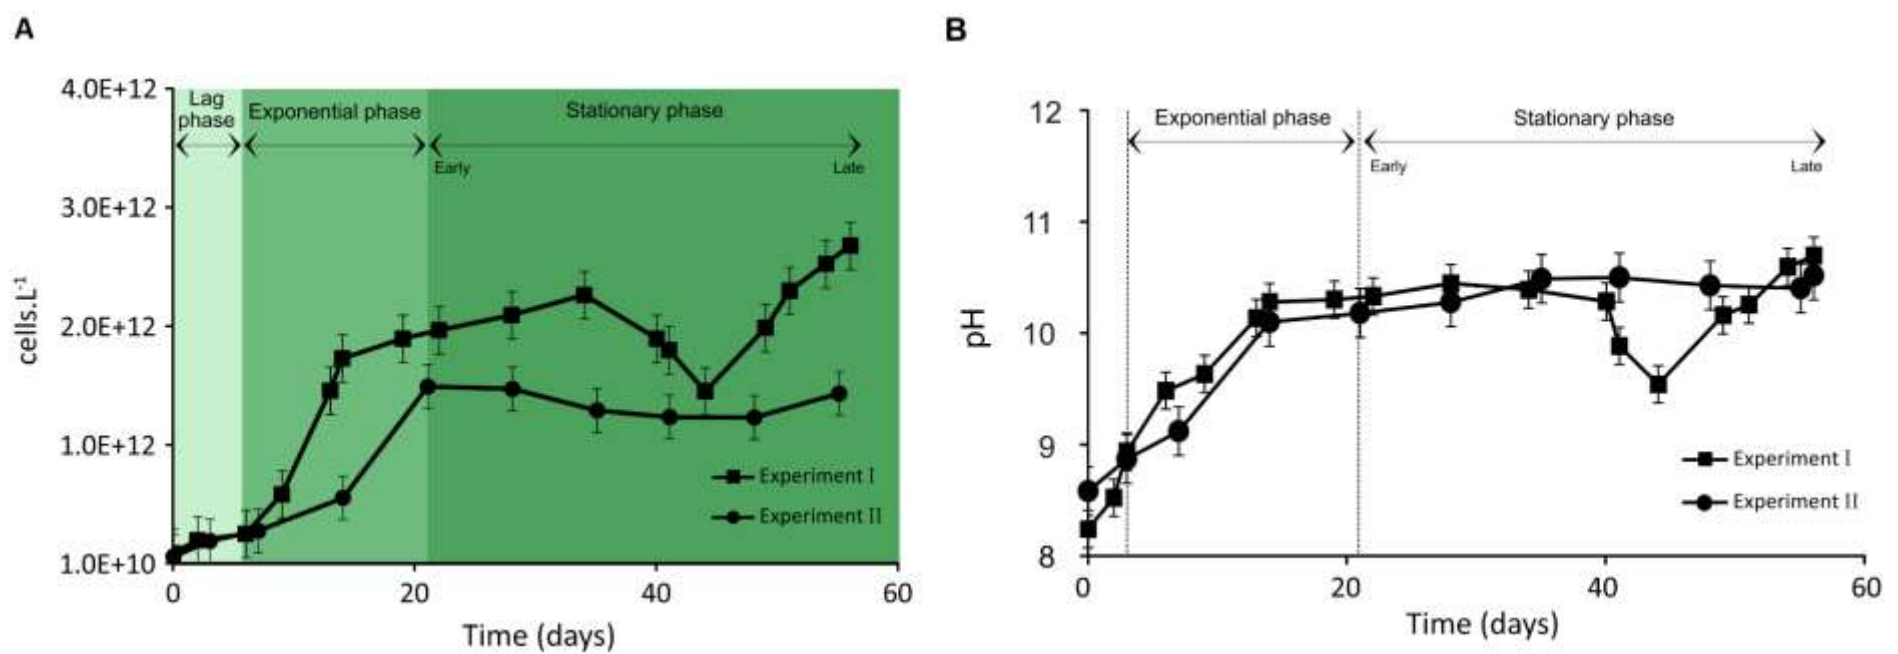 A
4.0E+12
3.0E+12
2.0E+12
1.0E+12
1.0E+10
cells.L-1
Lag
phase
Exponential phase
Stationary phase
Early
Late
Experiment I
Experiment II
0
20
40
60
Time (days)
B
12
11
10
9
8
pH
Exponential phase
Stationary phase
Early
Late
Experiment I
Experiment II
0
20
40
60
Time (days)